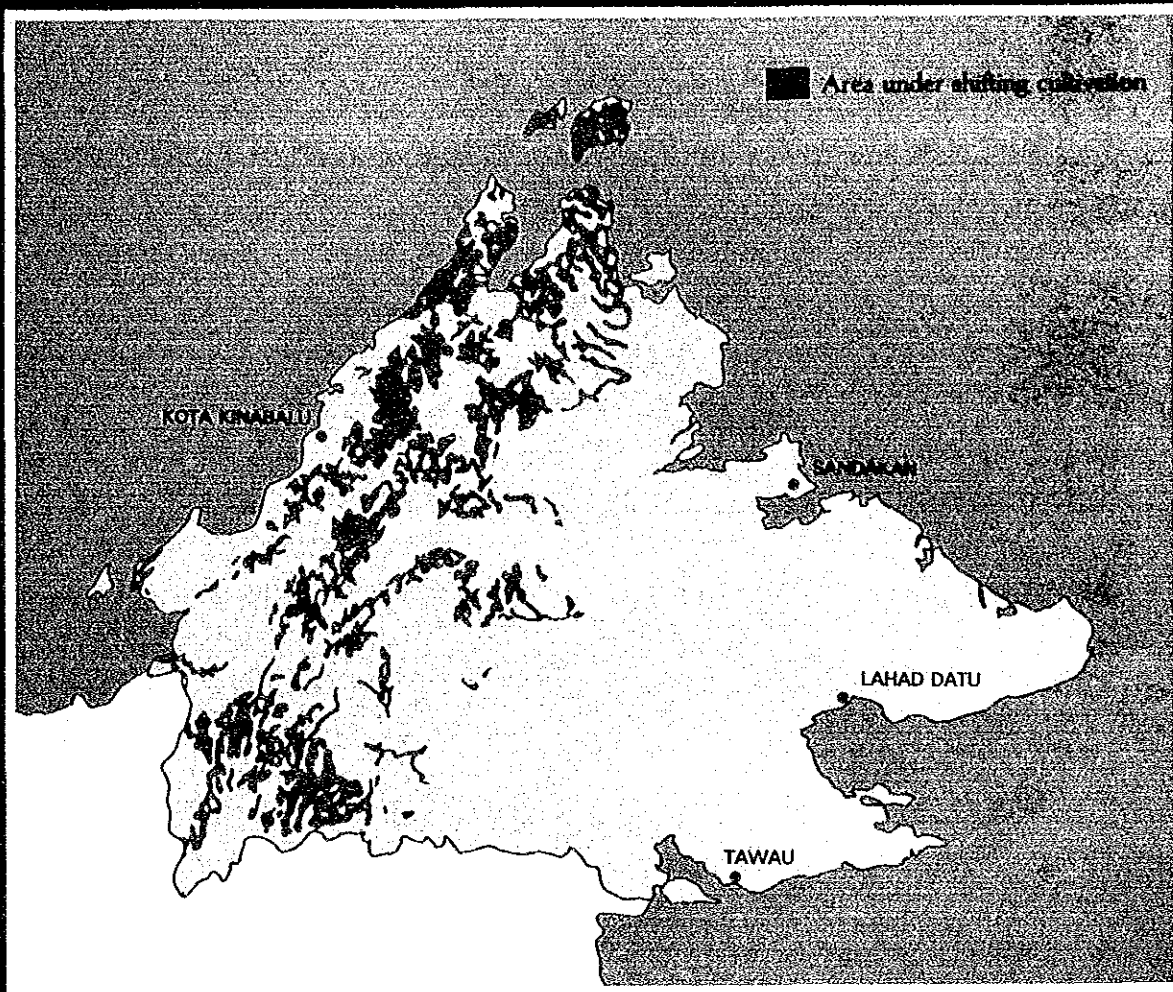 Area under shifting cultivation
KOTA KINABALU
SANDAKAN
LAHAD DATU
TAWAU